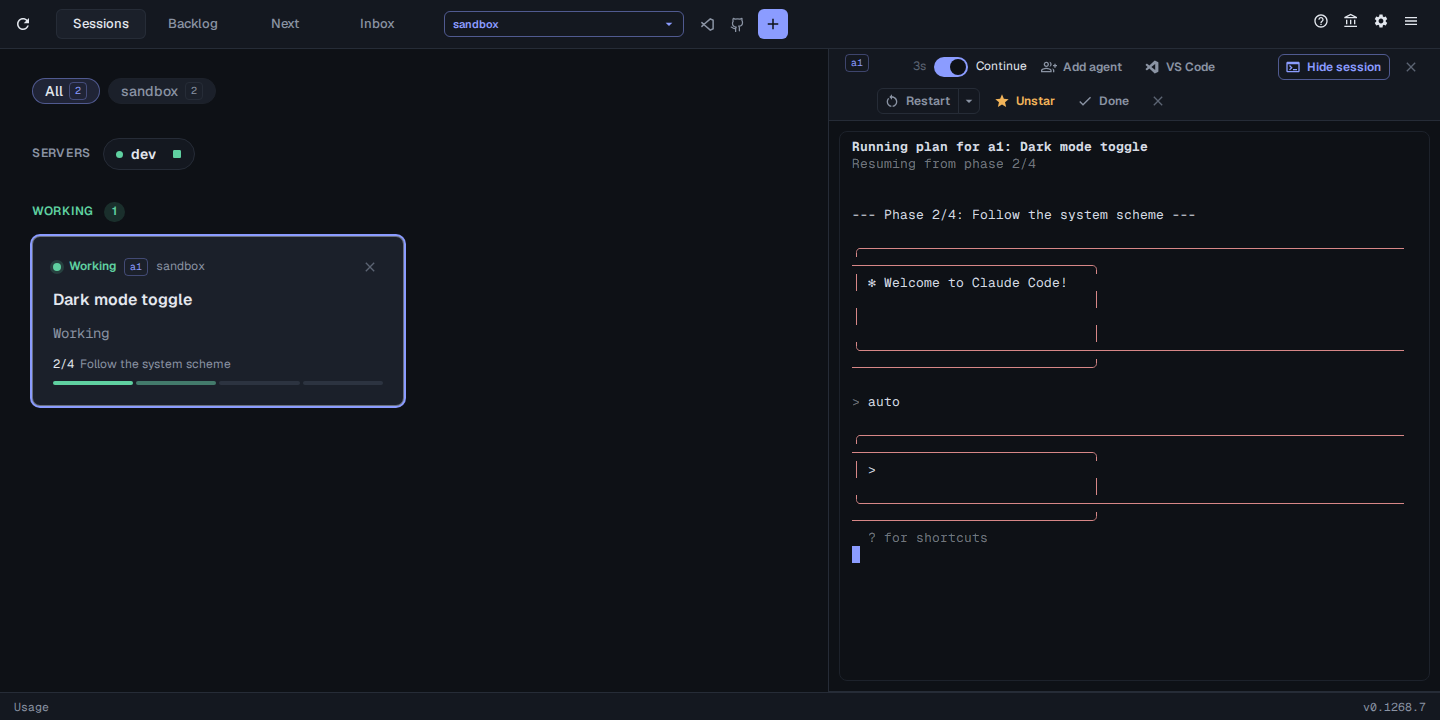 Sessions Backlog Next Inbox sandbox
All 2 sandbox 2
SERVERS dev
WORKING 1
Working a1 sandbox
Dark mode toggle
Working
2/4 Follow the system scheme
a1 3s Continue Add agent VS Code Hide session
Restart Unstar Done
Running plan for a1: Dark mode toggle
Resuming from phase 2/4
--- Phase 2/4: Follow the system scheme ---
✻ Welcome to Claude Code!
> auto
>
? for shortcuts
Usage v0.1268.7